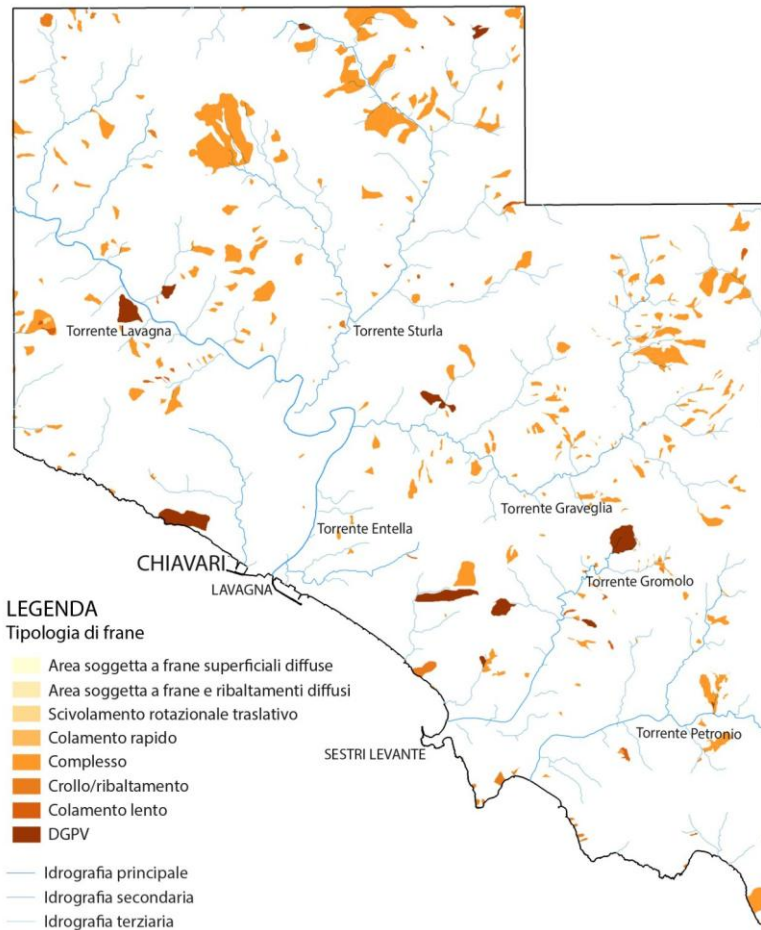 Torrente Lavagna
Torrente Sturla
Torrente Graveglia
Torrente Entella
CHIAVARI
LAVAGNA
Torrente Gromolo
SESTRI LEVANTE
Torrente Petronio
LEGENDA
Tipologia di frane
Area soggetta a frane superficiali diffuse
Area soggetta a frane e ribaltamenti diffusi
Scivolamento rotazionale traslativo
Colamento rapido
Complesso
Crollo/ribaltamento
Colamento lento
DGPV
Idrografia principale
Idrografia secondaria
Idrografia terziaria